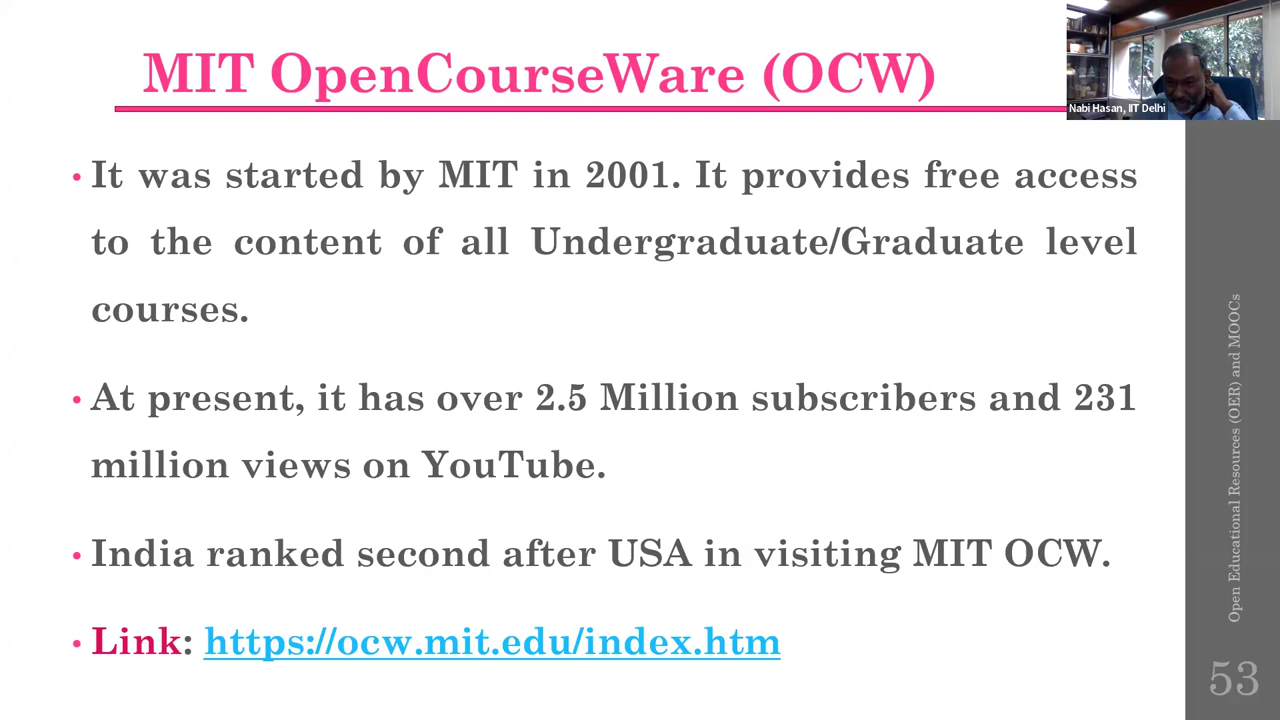 MIT OpenCourseWare (OCW)
Nabi Hasan, IIT Delhi
• It was started by MIT in 2001. It provides free access
to the content of all Undergraduate/Graduate level
courses.
• At present, it has over 2.5 Million subscribers and 231
million views on YouTube.
• India ranked second after USA in visiting MIT OCW.
• Link: https://ocw.mit.edu/index.htm
Open Educational Resources (OER) and MOOCs
53